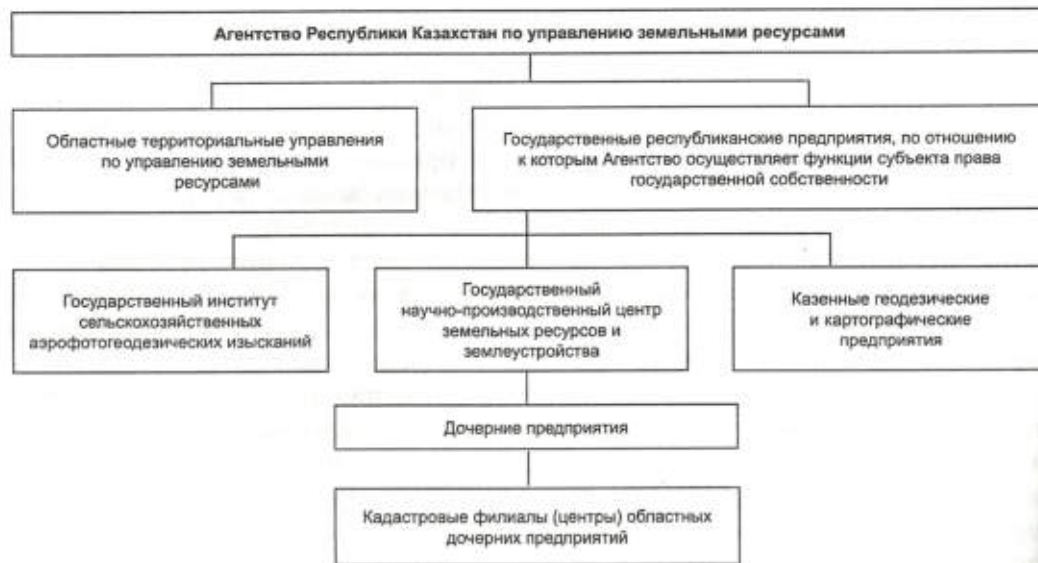 Агентство Республики Казахстан по управлению земельными ресурсами
Областные территориальные управления
по управлению земельными
ресурсами
Государственные республиканские предприятия, по отношению
к которым Агентство осуществляет функции субъекта права
государственной собственности
Государственный институт
сельскохозяйственных
аэрофотогеодезических изысканий
Государственный
научно-производственный центр
земельных ресурсов и
землеустройства
Казенные геодезические
и картографические
предприятия
Дочерние предприятия
Кадастровые филиалы (центры) областных
дочерних предприятий